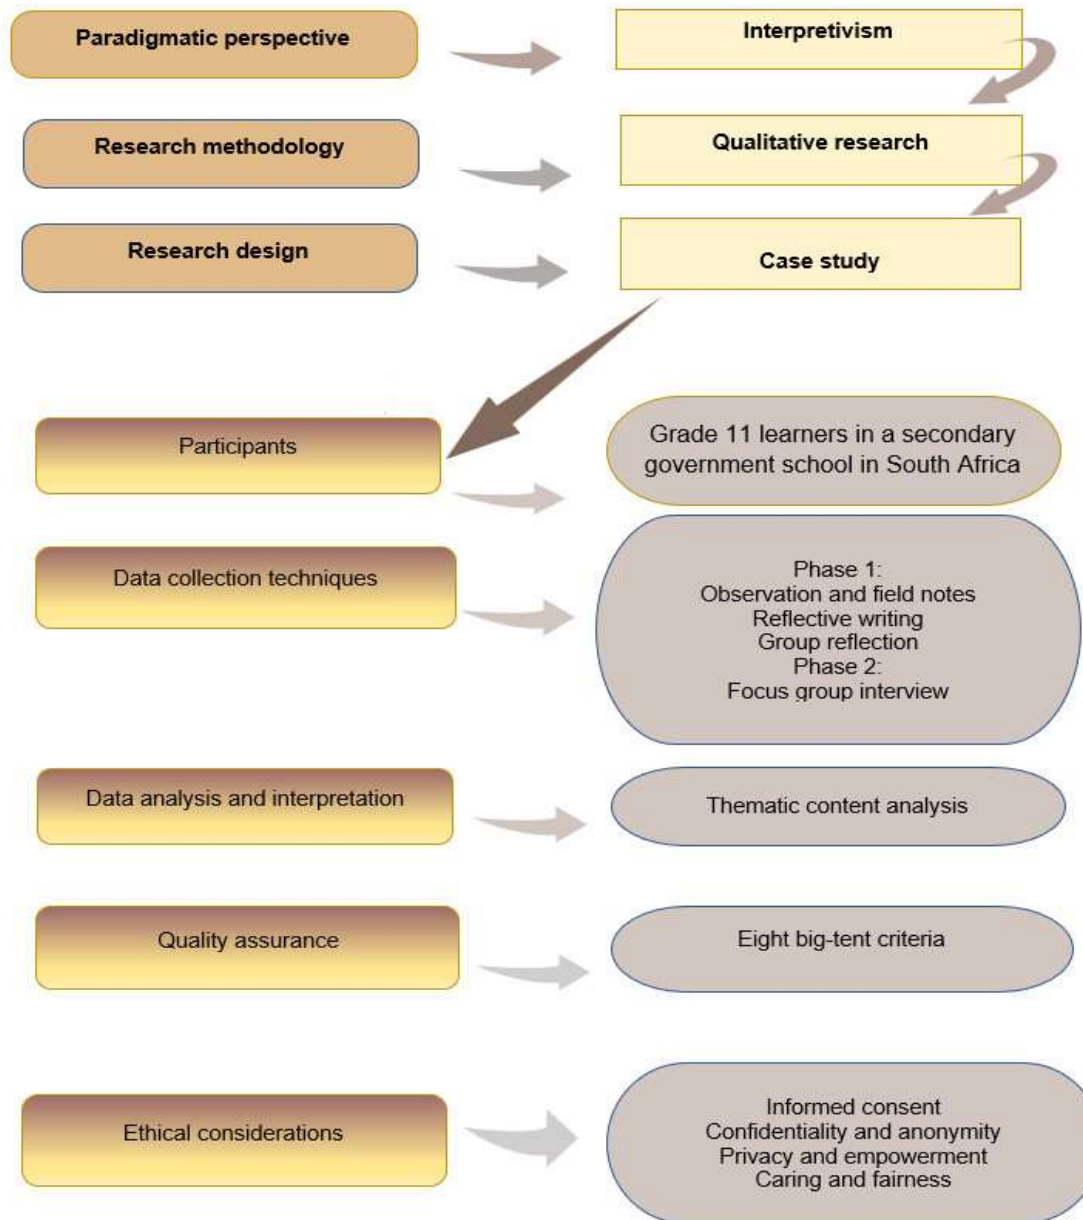 Paradigmatic perspective
Interpretivism
Research methodology
Qualitative research
Research design
Case study
Participants
Grade 11 learners in a secondary
government school in South Africa
Data collection techniques
Phase 1:
Observation and field notes
Reflective writing
Group reflection
Phase 2:
Focus group interview
Data analysis and interpretation
Thematic content analysis
Quality assurance
Eight big-tent criteria
Ethical considerations
Informed consent
Confidentiality and anonymity
Privacy and empowerment
Caring and fairness